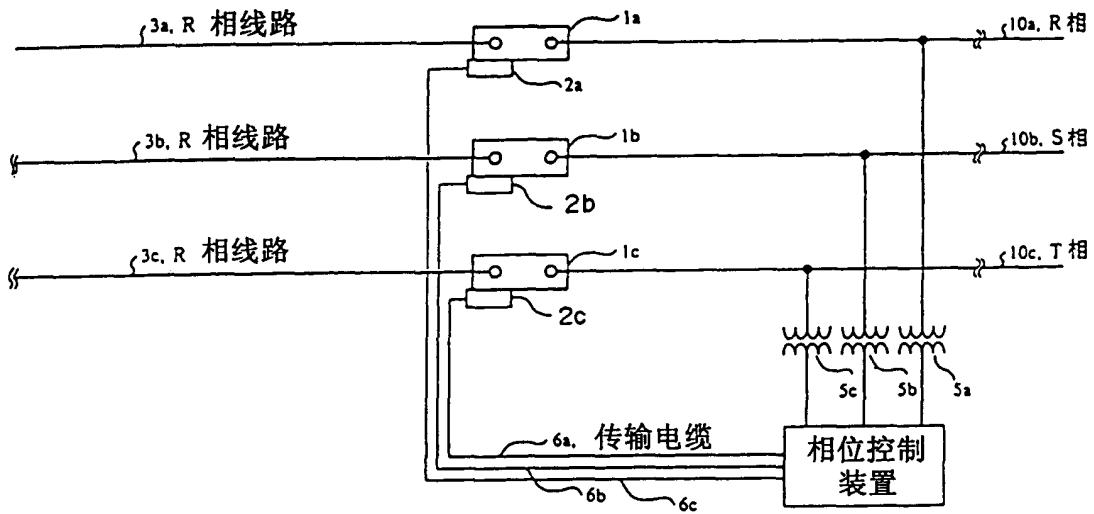 3a, R 相线路
1a
10a, R 相
2a
3b, R 相线路
1b
10b, S 相
2b
3c, R 相线路
1c
10c, T 相
2c
5c
5b
5a
6a, 传输电缆
相位控制
装置
6b
6c